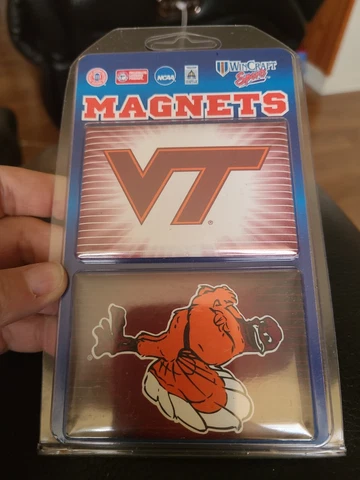 NCAA
WINCRAFT
Sports
MAGNETS
VT
®
®